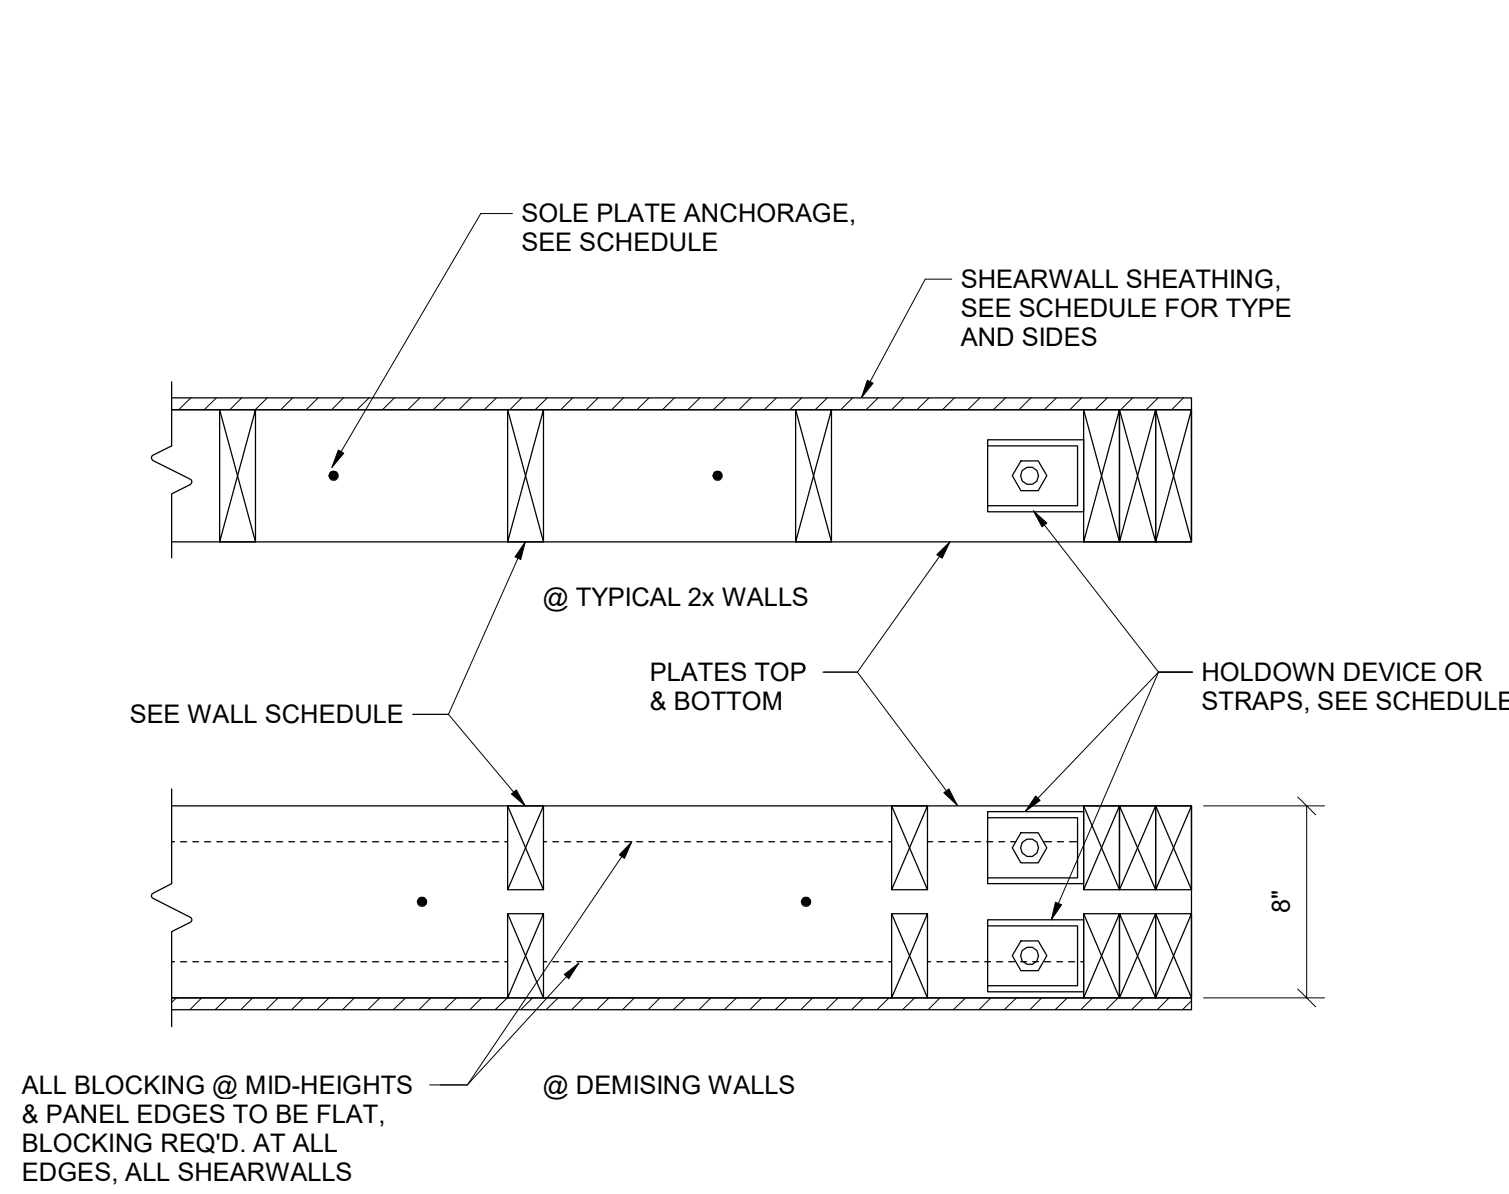 SOLE PLATE ANCHORAGE,
SEE SCHEDULE
SHEARWALL SHEATHING,
SEE SCHEDULE FOR TYPE
AND SIDES
@ TYPICAL 2x WALLS
PLATES TOP
& BOTTOM
HOLDOWN DEVICE OR
STRAPS, SEE SCHEDULE
SEE WALL SCHEDULE
8"
ALL BLOCKING @ MID-HEIGHTS
& PANEL EDGES TO BE FLAT,
BLOCKING REQ'D. AT ALL
EDGES, ALL SHEARWALLS
@ DEMISING WALLS